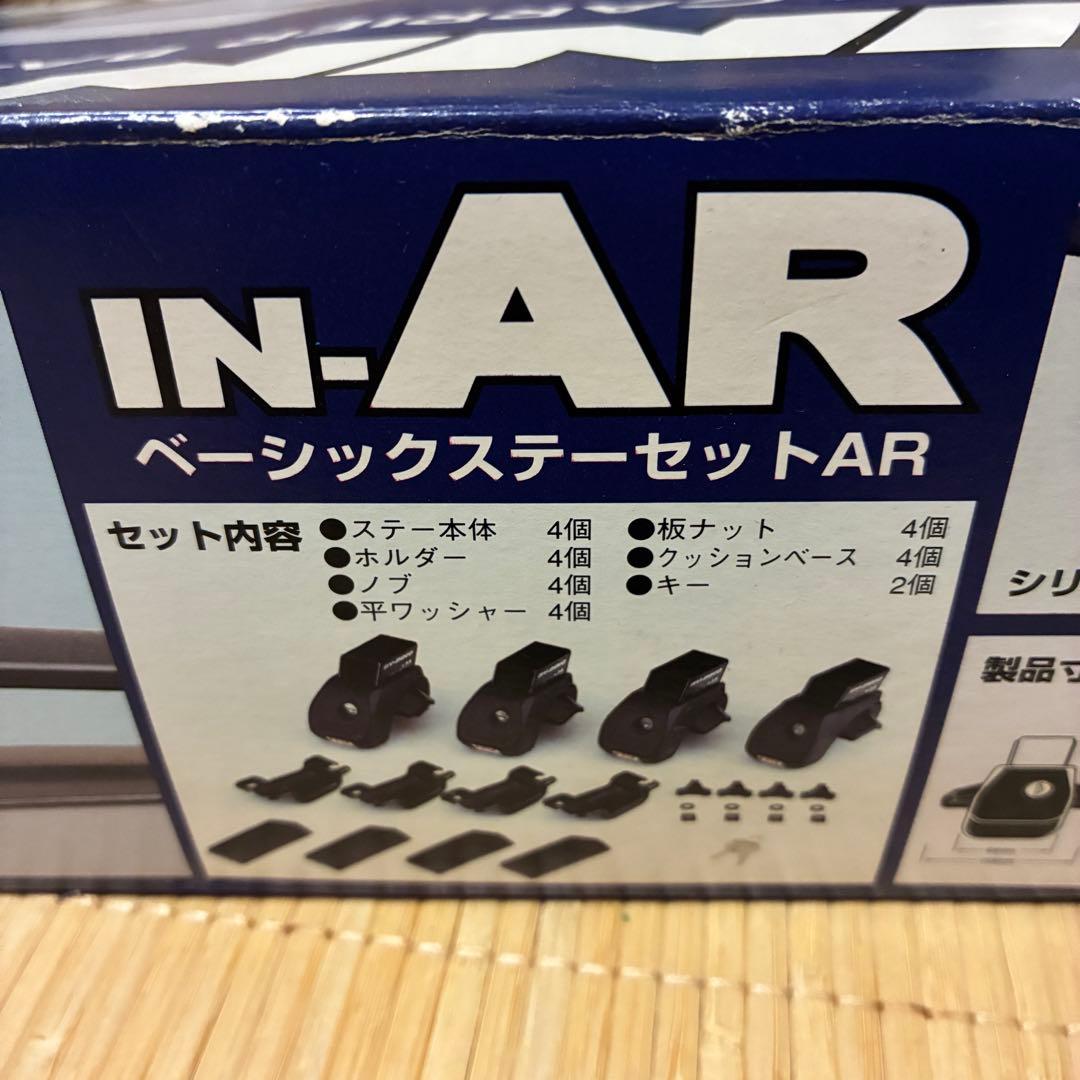 IN-AR
ベーシックステーセットAR
セット内容
●ステー本体 4個
●ホルダー 4個
●ノブ 4個
●平ワッシャー 4個
●板ナット 4個
●クッションベース 4個
●キー 2個
シリ
製品寸